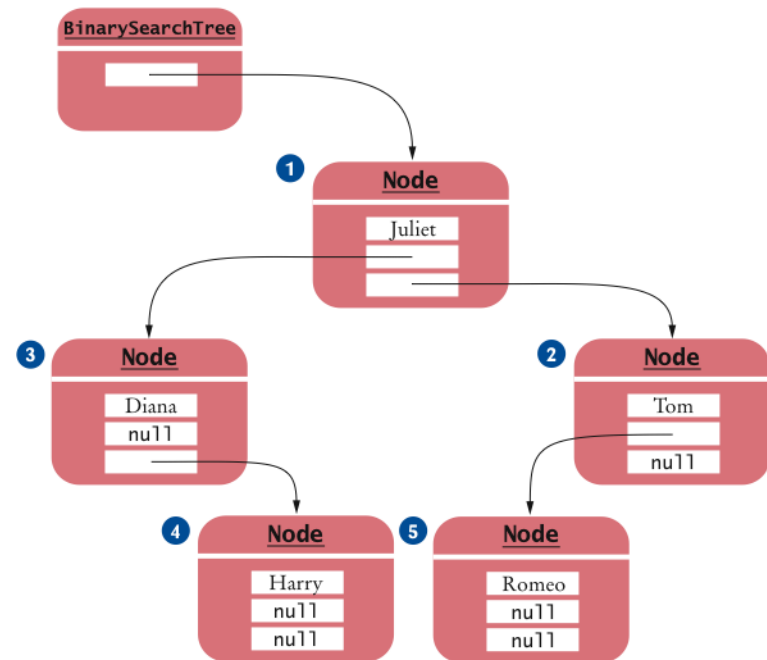 BinarySearchTree
1
Node
Juliet
3
Node
Diana
null
2
Node
Tom
null
4
Node
Harry
null
null
5
Node
Romeo
null
null